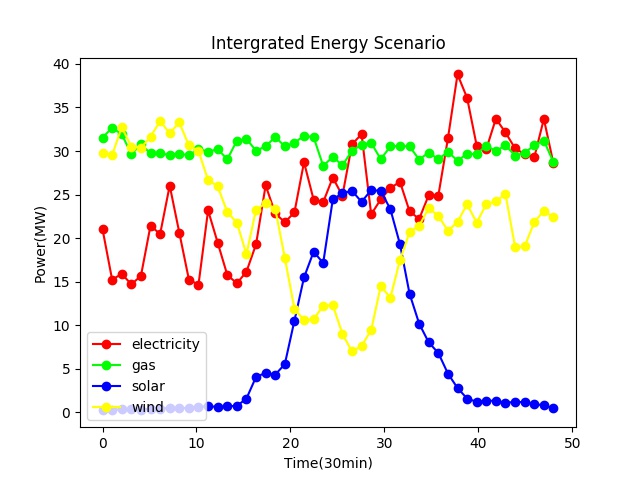 Intergrated Energy Scenario
Power(MW)
40
35
30
25
20
15
10
5
0
electricity
gas
solar
wind
0 10 20 30 40 50
Time(30min)